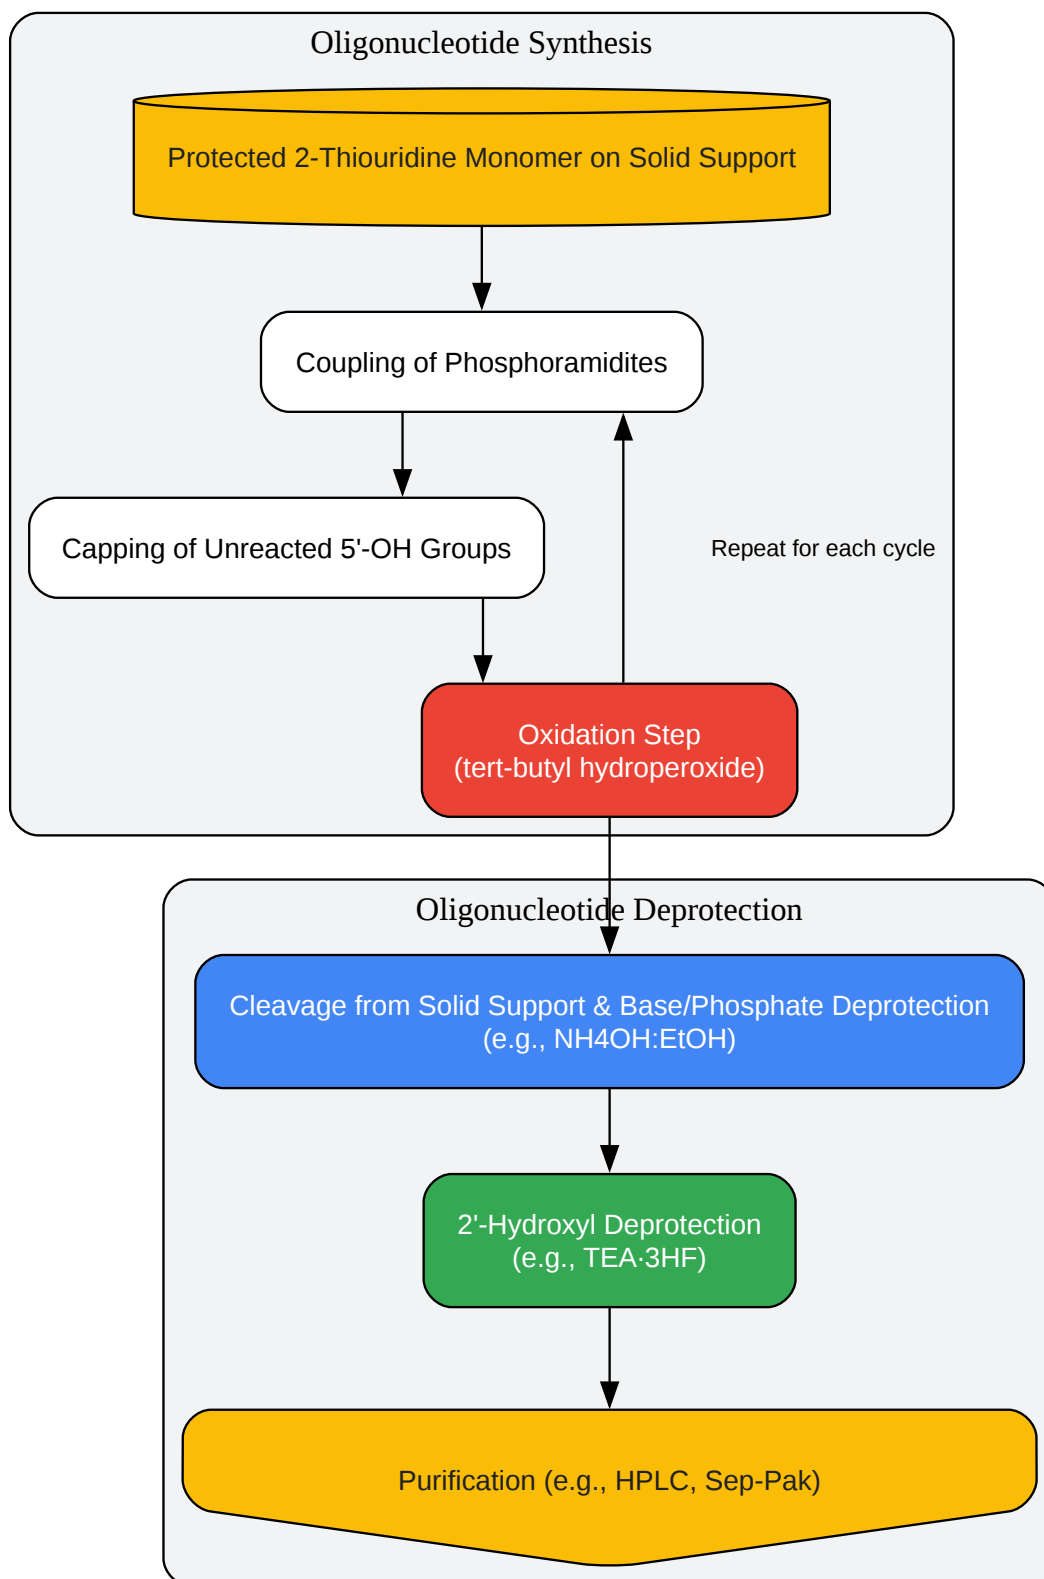 Oligonucleotide Synthesis
Protected 2-Thiouridine Monomer on Solid Support
Coupling of Phosphoramidites
Capping of Unreacted 5'-OH Groups
Repeat for each cycle
Oxidation Step
(tert-butyl hydroperoxide)
Oligonucleotide Deprotection
Cleavage from Solid Support & Base/Phosphate Deprotection
(e.g., NH4OH:EtOH)
2'-Hydroxyl Deprotection
(e.g., TEA·3HF)
Purification (e.g., HPLC, Sep-Pak)